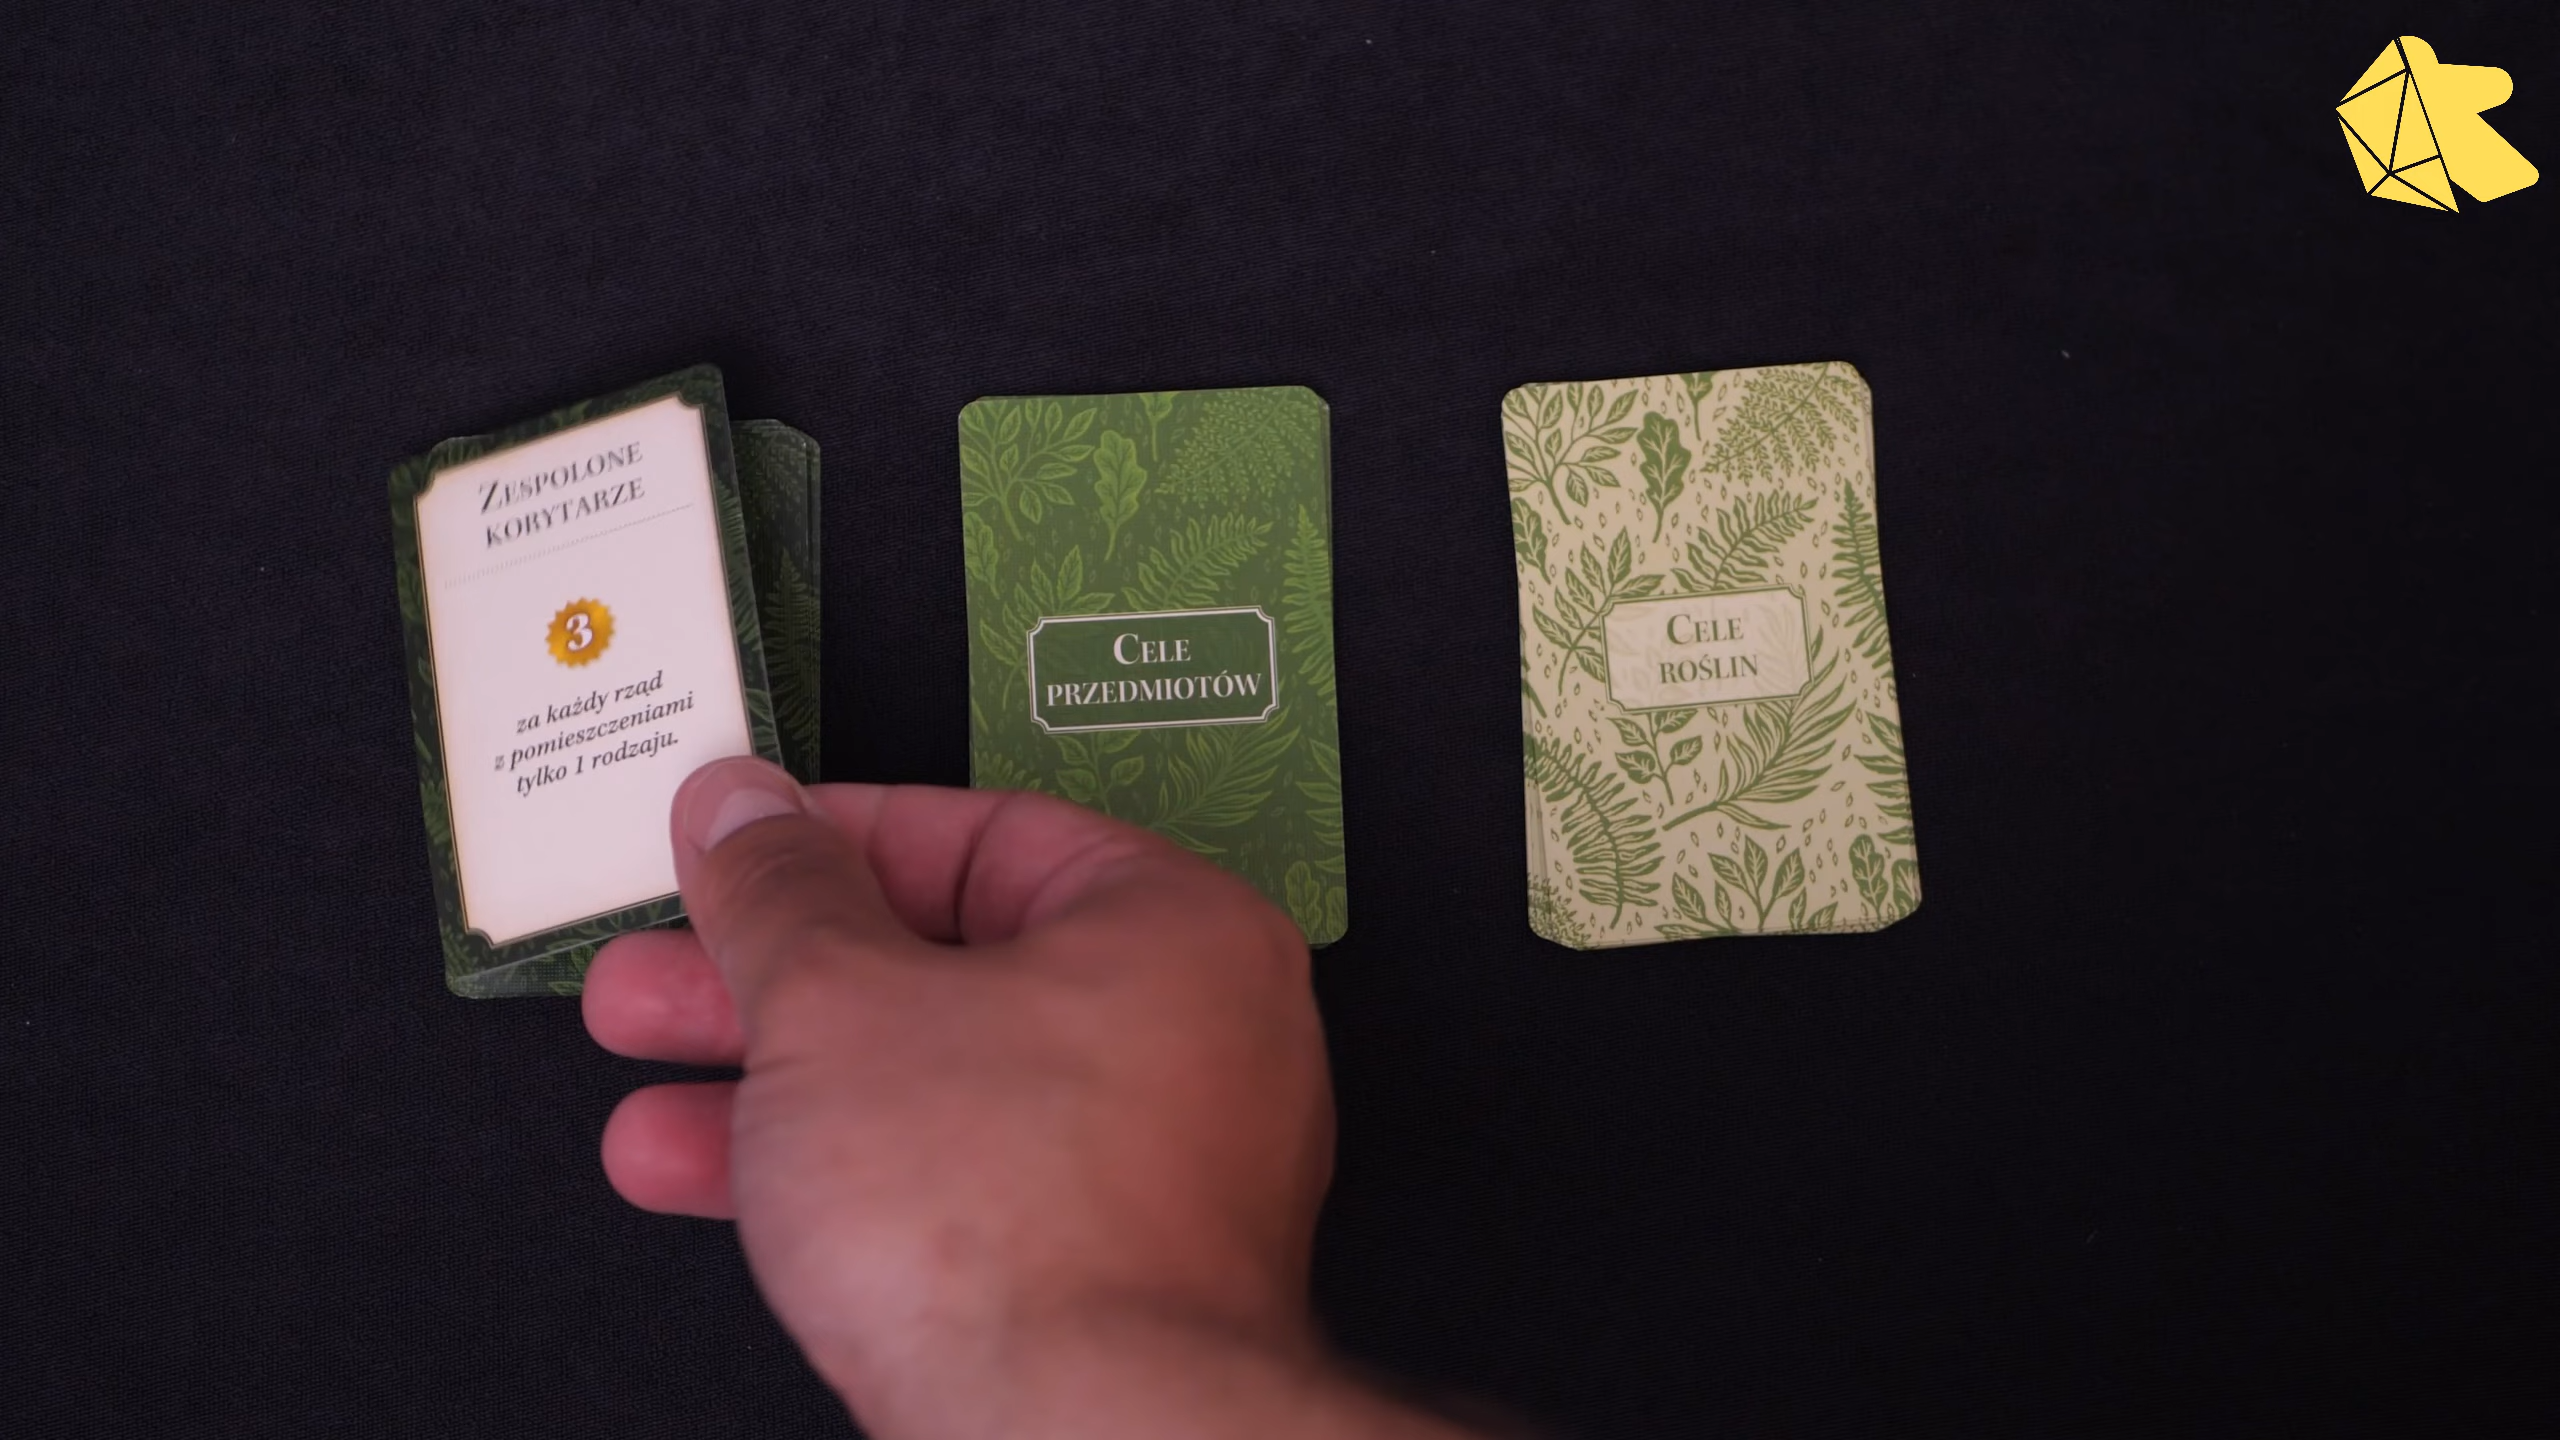 ZESPOLONE
KORYTARZE
3
za każdy rząd
z pomieszczeniami
tylko 1 rodzaju.
CELE
PRZEDMIOTÓW
CELE
ROŚLIN